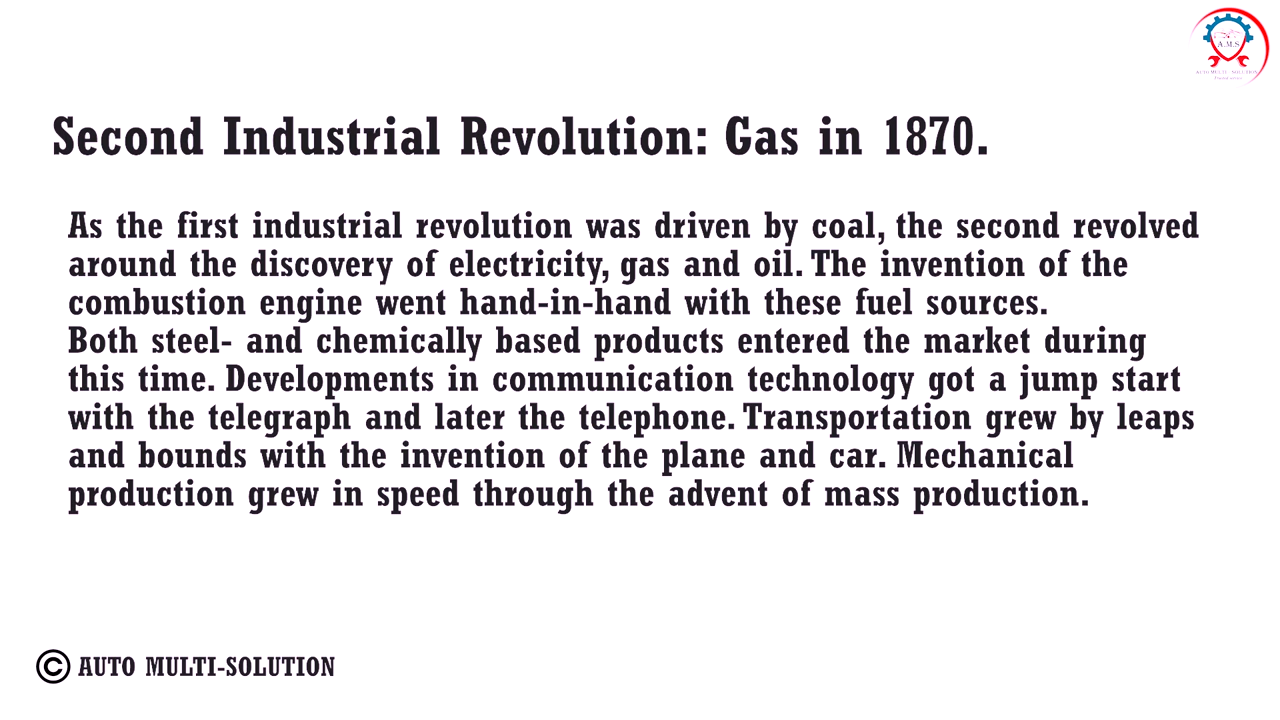 A.M.S
AUTO MULTI - SOLUTION
Second Industrial Revolution: Gas in 1870.
As the first industrial revolution was driven by coal, the second revolved
around the discovery of electricity, gas and oil. The invention of the
combustion engine went hand-in-hand with these fuel sources.
Both steel- and chemically based products entered the market during
this time. Developments in communication technology got a jump start
with the telegraph and later the telephone. Transportation grew by leaps
and bounds with the invention of the plane and car. Mechanical
production grew in speed through the advent of mass production.
© AUTO MULTI-SOLUTION